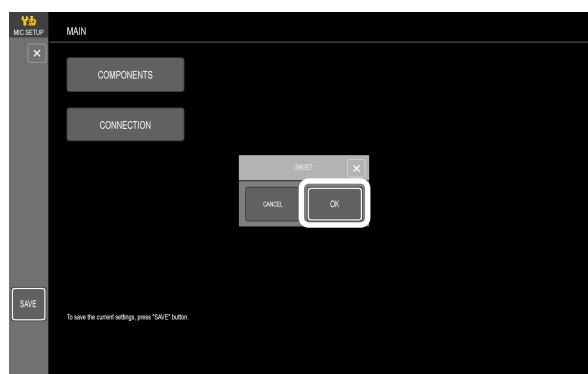 MIC SETUP
MAIN
COMPONENTS
CONNECTION
SAVE?
CANCEL
OK
SAVE
To save the current settings, press "SAVE" button.